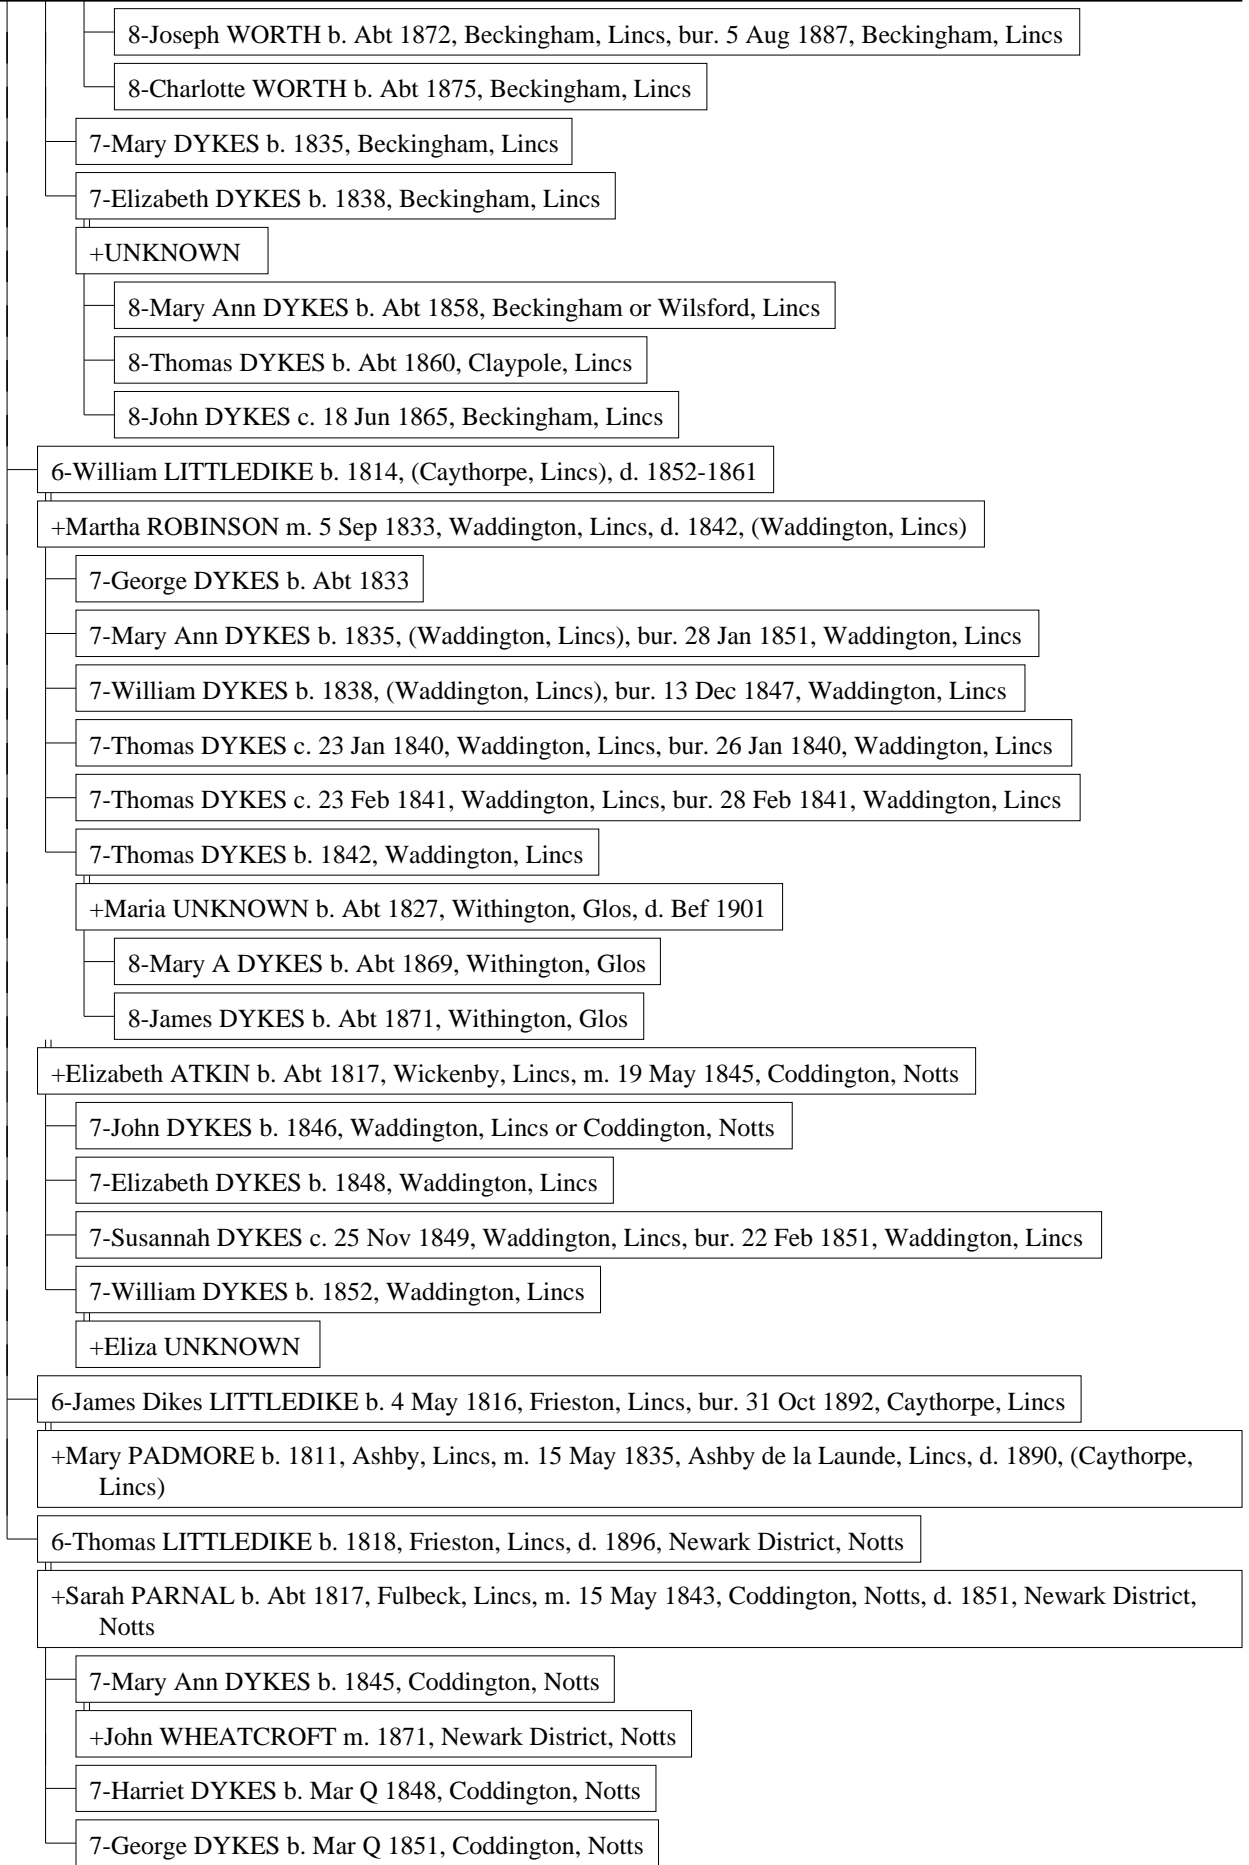 8-Joseph WORTH b. Abt 1872, Beckingham, Lincs, bur. 5 Aug 1887, Beckingham, Lincs
8-Charlotte WORTH b. Abt 1875, Beckingham, Lincs
7-Mary DYKES b. 1835, Beckingham, Lincs
7-Elizabeth DYKES b. 1838, Beckingham, Lincs
+UNKNOWN
8-Mary Ann DYKES b. Abt 1858, Beckingham or Wilsford, Lincs
8-Thomas DYKES b. Abt 1860, Claypole, Lincs
8-John DYKES c. 18 Jun 1865, Beckingham, Lincs
6-William LITTLEDIKE b. 1814, (Caythorpe, Lincs), d. 1852-1861
+Martha ROBINSON m. 5 Sep 1833, Waddington, Lincs, d. 1842, (Waddington, Lincs)
7-George DYKES b. Abt 1833
7-Mary Ann DYKES b. 1835, (Waddington, Lincs), bur. 28 Jan 1851, Waddington, Lincs
7-William DYKES b. 1838, (Waddington, Lincs), bur. 13 Dec 1847, Waddington, Lincs
7-Thomas DYKES c. 23 Jan 1840, Waddington, Lincs, bur. 26 Jan 1840, Waddington, Lincs
7-Thomas DYKES c. 23 Feb 1841, Waddington, Lincs, bur. 28 Feb 1841, Waddington, Lincs
7-Thomas DYKES b. 1842, Waddington, Lincs
+Maria UNKNOWN b. Abt 1827, Withington, Glos, d. Bef 1901
8-Mary A DYKES b. Abt 1869, Withington, Glos
8-James DYKES b. Abt 1871, Withington, Glos
+Elizabeth ATKIN b. Abt 1817, Wickenby, Lincs, m. 19 May 1845, Coddington, Notts
7-John DYKES b. 1846, Waddington, Lincs or Coddington, Notts
7-Elizabeth DYKES b. 1848, Waddington, Lincs
7-Susannah DYKES c. 25 Nov 1849, Waddington, Lincs, bur. 22 Feb 1851, Waddington, Lincs
7-William DYKES b. 1852, Waddington, Lincs
+Eliza UNKNOWN
6-James Dikes LITTLEDIKE b. 4 May 1816, Frieston, Lincs, bur. 31 Oct 1892, Caythorpe, Lincs
+Mary PADMORE b. 1811, Ashby, Lincs, m. 15 May 1835, Ashby de la Launde, Lincs, d. 1890, (Caythorpe,
Lincs)
6-Thomas LITTLEDIKE b. 1818, Frieston, Lincs, d. 1896, Newark District, Notts
+Sarah PARNAL b. Abt 1817, Fulbeck, Lincs, m. 15 May 1843, Coddington, Notts, d. 1851, Newark District,
Notts
7-Mary Ann DYKES b. 1845, Coddington, Notts
+John WHEATCROFT m. 1871, Newark District, Notts
7-Harriet DYKES b. Mar Q 1848, Coddington, Notts
7-George DYKES b. Mar Q 1851, Coddington, Notts